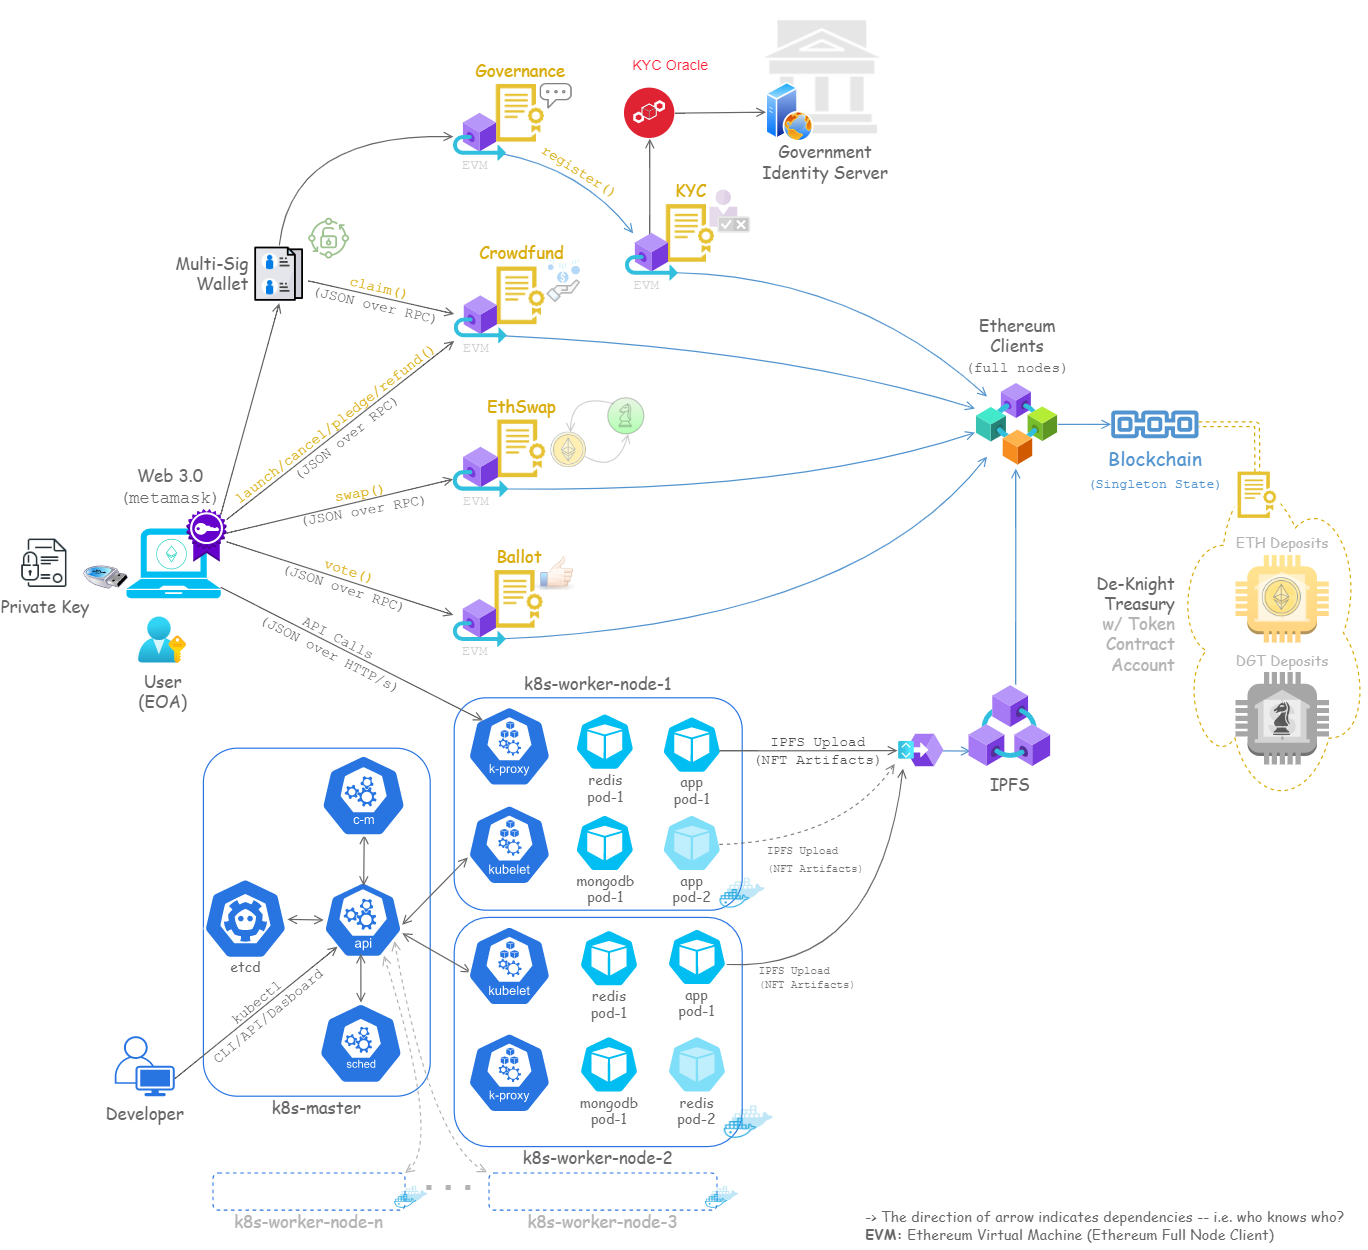 KYC Oracle
Governance
EVM
register()
Government
Identity Server
KYC
EVM
Multi-Sig
Wallet
claim()
(JSON over RPC)
Crowdfund
EVM
launch/cancel/pledge/refund()
(JSON over RPC)
Ethereum
Clients
(full nodes)
EthSwap
EVM
swap()
(JSON over RPC)
Blockchain
(Singleton State)
Web 3.0
(metamask)
Private Key
User
(EOA)
vote()
(JSON over RPC)
Ballot
EVM
API Calls
(JSON over HTTP/s)
ETH Deposits
De-Knight
Treasury
w/ Token
Contract
Account
DGT Deposits
k8s-worker-node-1
k-proxy
redis
pod-1
app
pod-1
kubelet
mongodb
pod-1
app
pod-2
IPFS Upload
(NFT Artifacts)
IPFS Upload
(NFT Artifacts)
IPFS
c-m
etcd
api
sched
k8s-master
kubectl
CLI/API/Dasboard
Developer
kubelet
redis
pod-1
app
pod-1
k-proxy
mongodb
pod-1
redis
pod-2
k8s-worker-node-2
IPFS Upload
(NFT Artifacts)
k8s-worker-node-n
. . .
k8s-worker-node-3
-> The direction of arrow indicates dependencies -- i.e. who knows who?
EVM: Ethereum Virtual Machine (Ethereum Full Node Client)